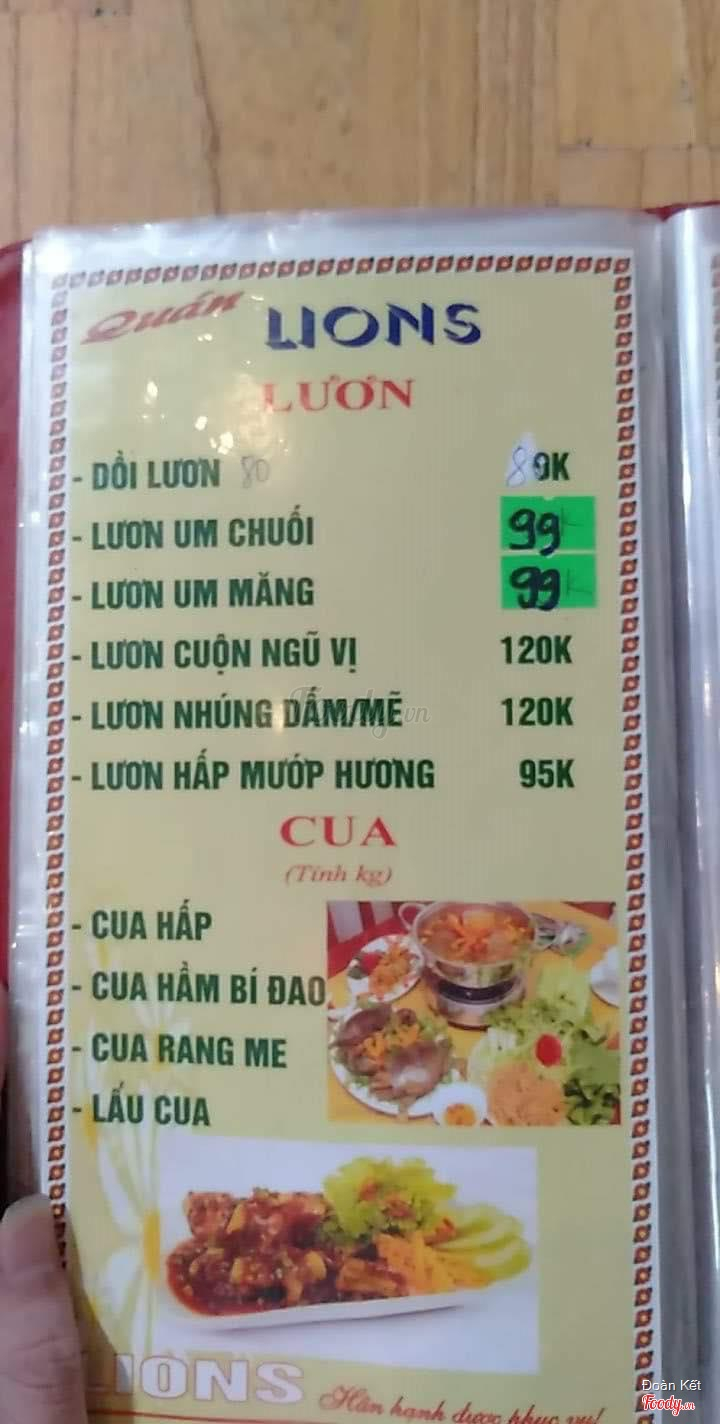 Quán LIONS
LƯƠN
- DỒI LƯƠN 80 80K
- LƯƠN UM CHUỐI 99K
- LƯƠN UM MĂNG 99K
- LƯƠN CUỘN NGŨ VỊ 120K
- LƯƠN NHÚNG DẤM/MẼ 120K
- LƯƠN HẤP MƯỚP HƯƠNG 95K
CUA
(Tính kg)
- CUA HẤP
- CUA HẦM BÍ ĐAO
- CUA RANG ME
- LẨU CUA
LIONS Hân hạnh được phục vụ!
Đoàn Kết
Foody.vn